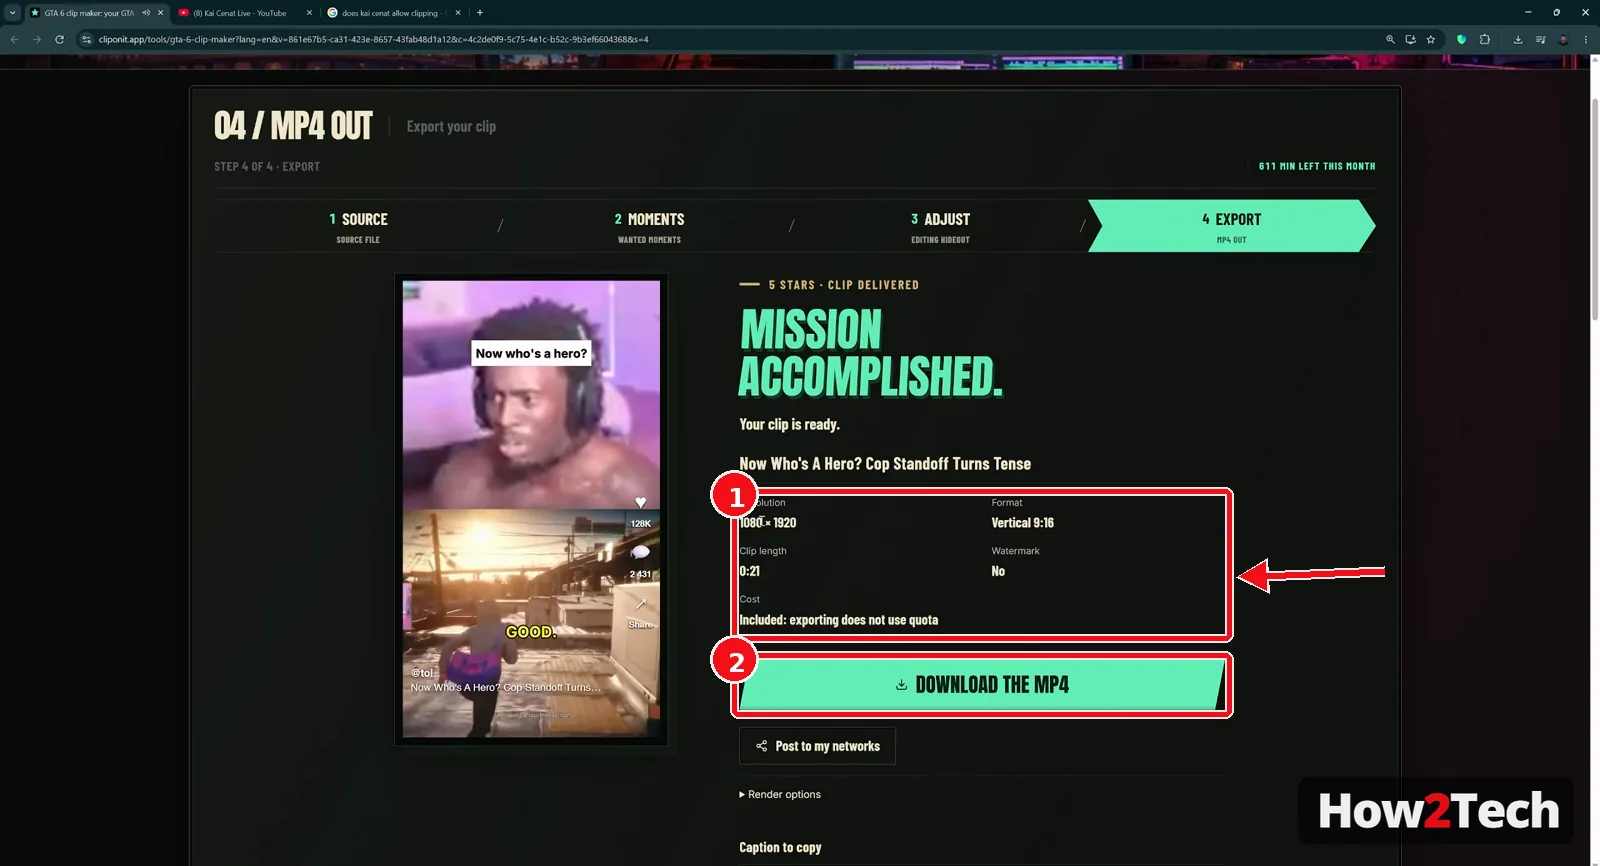 GTA 6 clip maker: your GTA
(8) Kai Cenat Live - YouTube
does kai cenat allow clipping -
cliponit.app/tools/gta-6-clip-maker?lang=en&v=861e67b5-ca31-423e-8657-43fab48d1a12&c=4c2de0f9-5c75-4e1c-b52c-9b3ef6604368&s=4
04 / MP4 OUT
Export your clip
STEP 4 OF 4 · EXPORT
611 MIN LEFT THIS MONTH
1 SOURCE
SOURCE FILE
/
2 MOMENTS
WANTED MOMENTS
/
3 ADJUST
EDITING HIDEOUT
/
4 EXPORT
MP4 OUT
Now who's a hero?
128K
2 431
Share
GOOD.
@tol
Now Who's A Hero? Cop Standoff Turns...
5 STARS · CLIP DELIVERED
MISSION
ACCOMPLISHED.
Your clip is ready.
Now Who's A Hero? Cop Standoff Turns Tense
1
olution
Format
1080 × 1920
Vertical 9:16
Clip length
Watermark
0:21
No
Cost
Included: exporting does not use quota
2
DOWNLOAD THE MP4
Post to my networks
Render options
Caption to copy
How2Tech